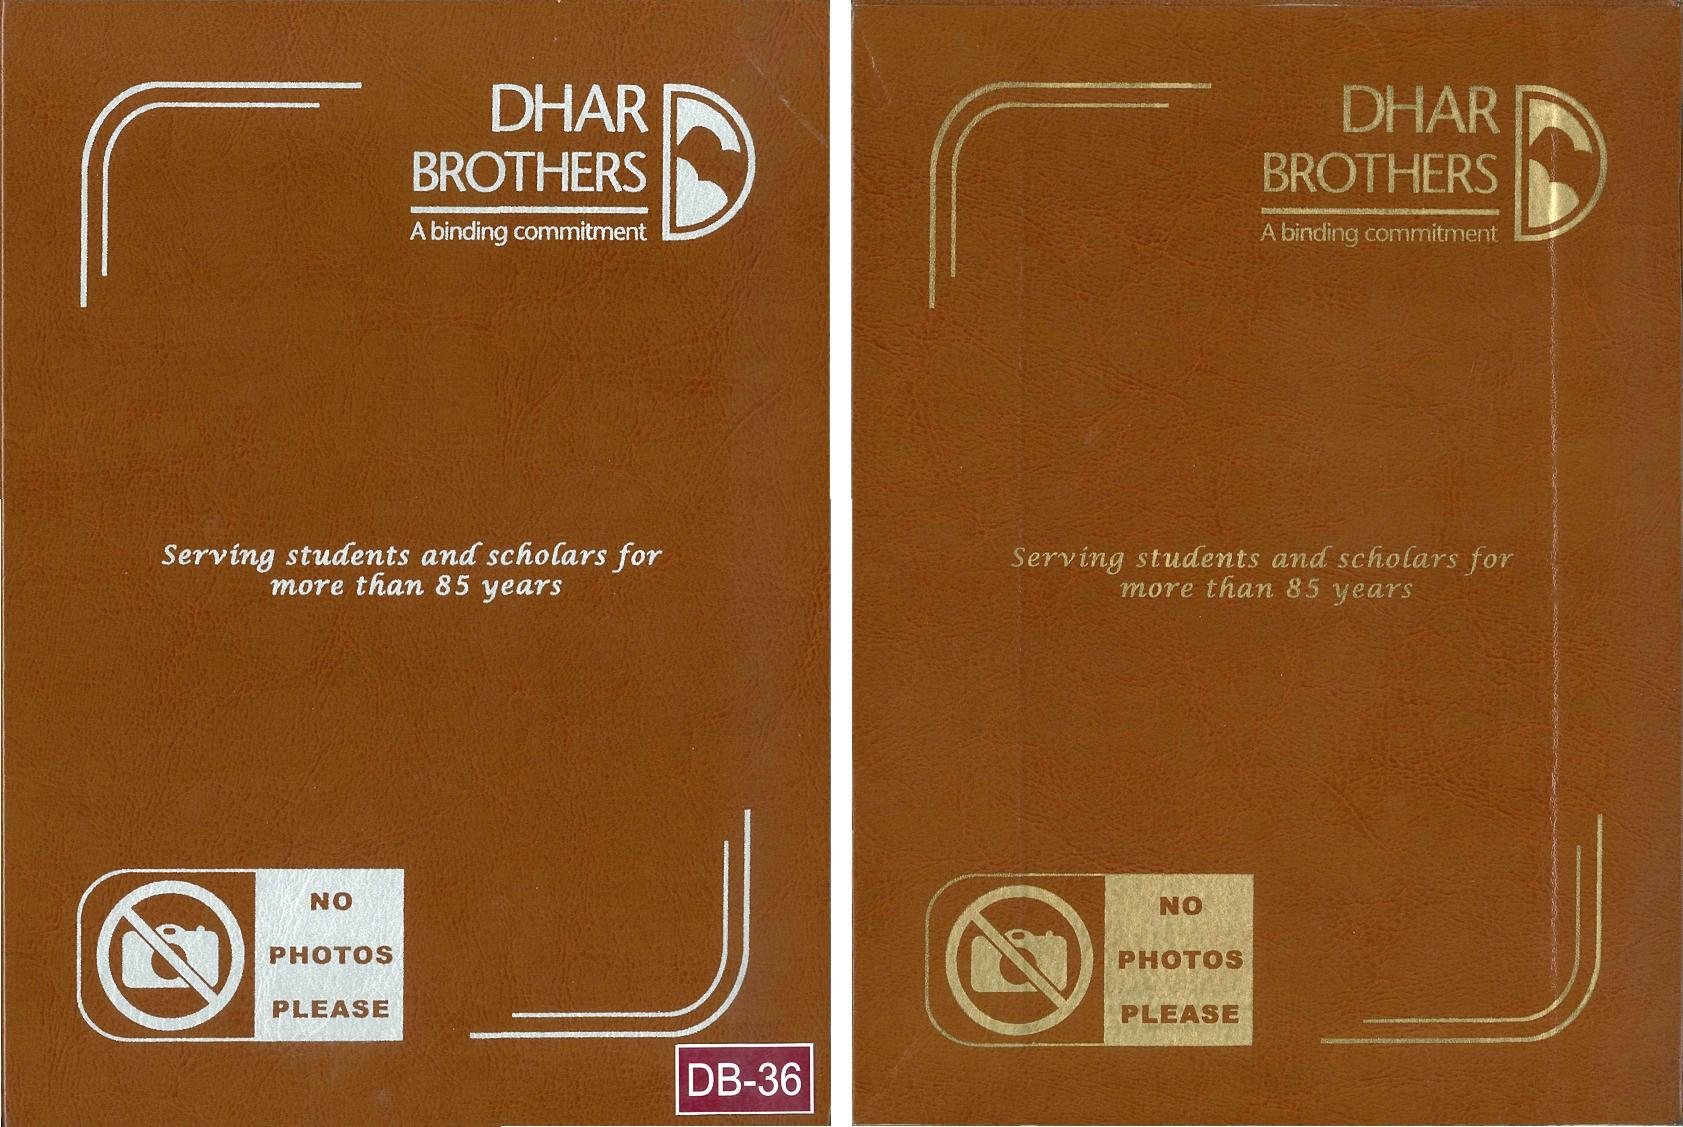 DHAR
BROTHERS
A binding commitment
Serving students and scholars for
more than 85 years
NO
PHOTOS
PLEASE
DB-36
DHAR
BROTHERS
A binding commitment
Serving students and scholars for
more than 85 years
NO
PHOTOS
PLEASE